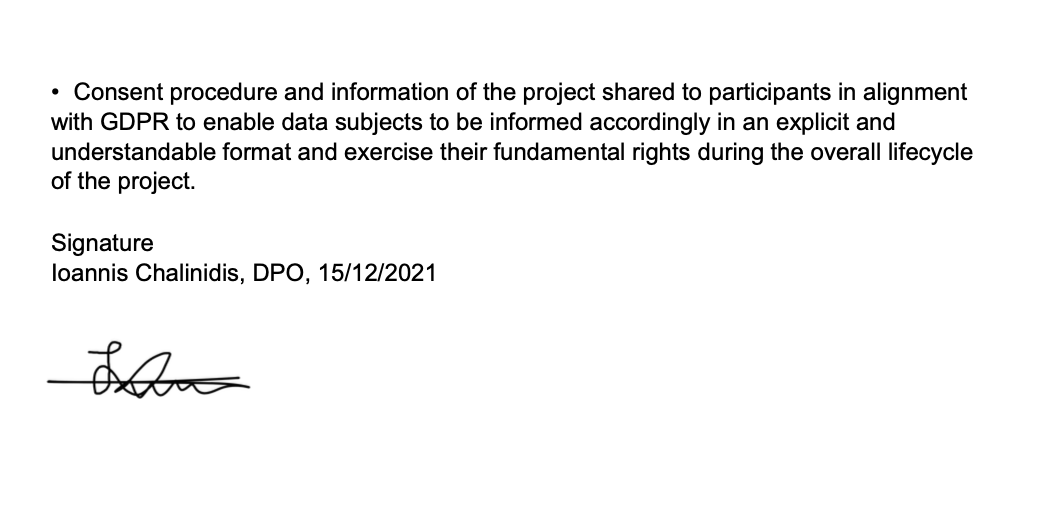 • Consent procedure and information of the project shared to participants in alignment
with GDPR to enable data subjects to be informed accordingly in an explicit and
understandable format and exercise their fundamental rights during the overall lifecycle
of the project.
Signature
Ioannis Chalinidis, DPO, 15/12/2021